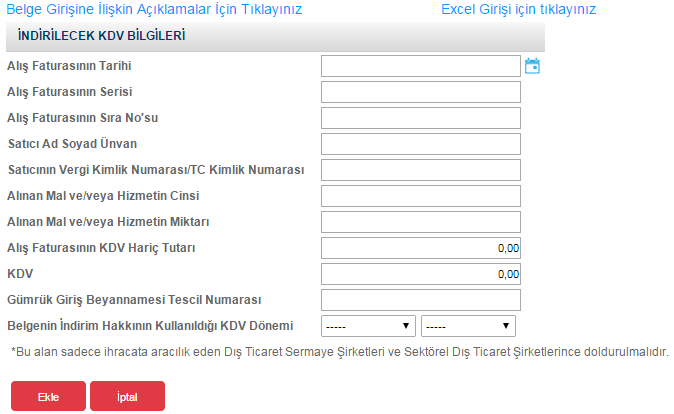 Belge Girişine İlişkin Açıklamalar İçin Tıklayınız Excel Girişi için tıklayınız
İNDİRİLECEK KDV BİLGİLERİ
Alış Faturasının Tarihi
Alış Faturasının Serisi
Alış Faturasının Sıra No'su
Satıcı Ad Soyad Ünvan
Satıcının Vergi Kimlik Numarası/TC Kimlik Numarası
Alınan Mal ve/veya Hizmetin Cinsi
Alınan Mal ve/veya Hizmetin Miktarı
Alış Faturasının KDV Hariç Tutarı 0,00
KDV 0,00
Gümrük Giriş Beyannamesi Tescil Numarası
Belgenin İndirim Hakkının Kullanıldığı KDV Dönemi ----- -----
*Bu alan sadece ihracata aracılık eden Dış Ticaret Sermaye Şirketleri ve Sektörel Dış Ticaret Şirketlerince doldurulmalıdır.
Ekle İptal